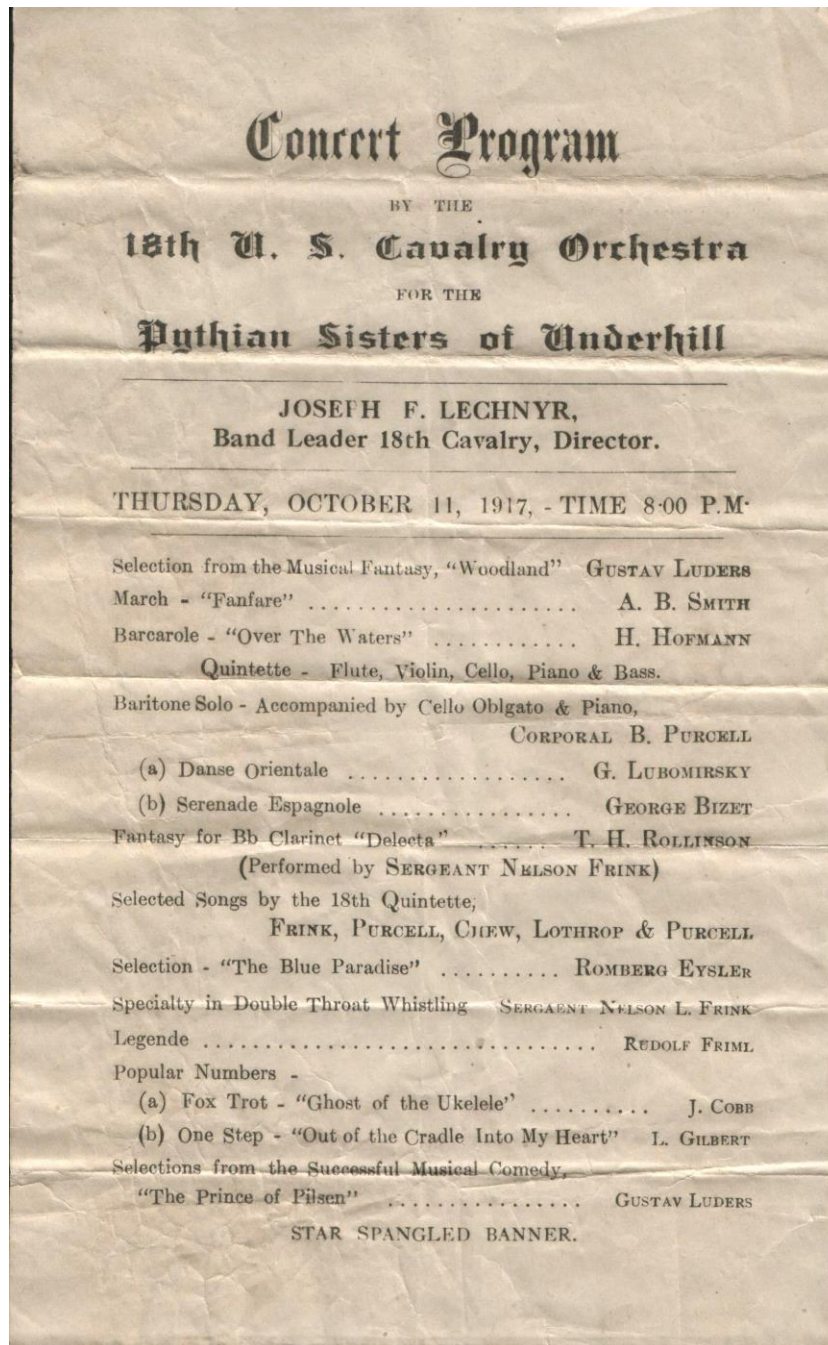 Concert Program
BY THE
18th U. S. Cavalry Orchestra
FOR THE
Pythian Sisters of Underhill
JOSEPH F. LECHNYR,
Band Leader 18th Cavalry, Director.
THURSDAY, OCTOBER 11, 1917, - TIME 8·00 P.M·
Selection from the Musical Fantasy, "Woodland" GUSTAV LUDERS
March - "Fanfare" ....................... A. B. SMITH
Barcarole - "Over The Waters" ............ H. HOFMANN
Quintette - Flute, Violin, Cello, Piano & Bass.
Baritone Solo - Accompanied by Cello Oblgato & Piano,
CORPORAL B. PURCELL
(a) Danse Orientale ..................... G. LUBOMIRSKY
(b) Serenade Espagnole ................ GEORGE BIZET
Fantasy for Bb Clarinet "Delecta" ...... T. H. ROLLINSON
(Performed by SERGEANT NELSON FRINK)
Selected Songs by the 18th Quintette,
FRINK, PURCELL, CHEW, LOTHROP & PURCELL
Selection - "The Blue Paradise" .......... ROMBERG EYSLER
Specialty in Double Throat Whistling SERGAENT NELSON L. FRINK
Legende ................................. RUDOLF FRIML
Popular Numbers -
(a) Fox Trot - "Ghost of the Ukelele" .......... J. COBB
(b) One Step - "Out of the Cradle Into My Heart" L. GILBERT
Selections from the Successful Musical Comedy,
"The Prince of Pilsen" ................ GUSTAV LUDERS
STAR SPANGLED BANNER.